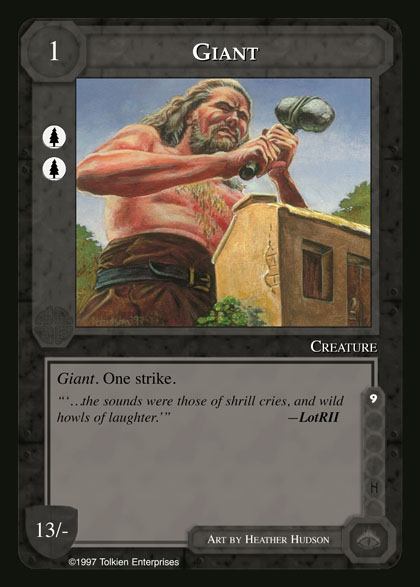 1
GIANT
CREATURE
Giant. One strike.
9
“‘…the sounds were those of shrill cries, and wild
howls of laughter.’” —LotRII
13/-
ART BY HEATHER HUDSON
©1997 Tolkien Enterprises